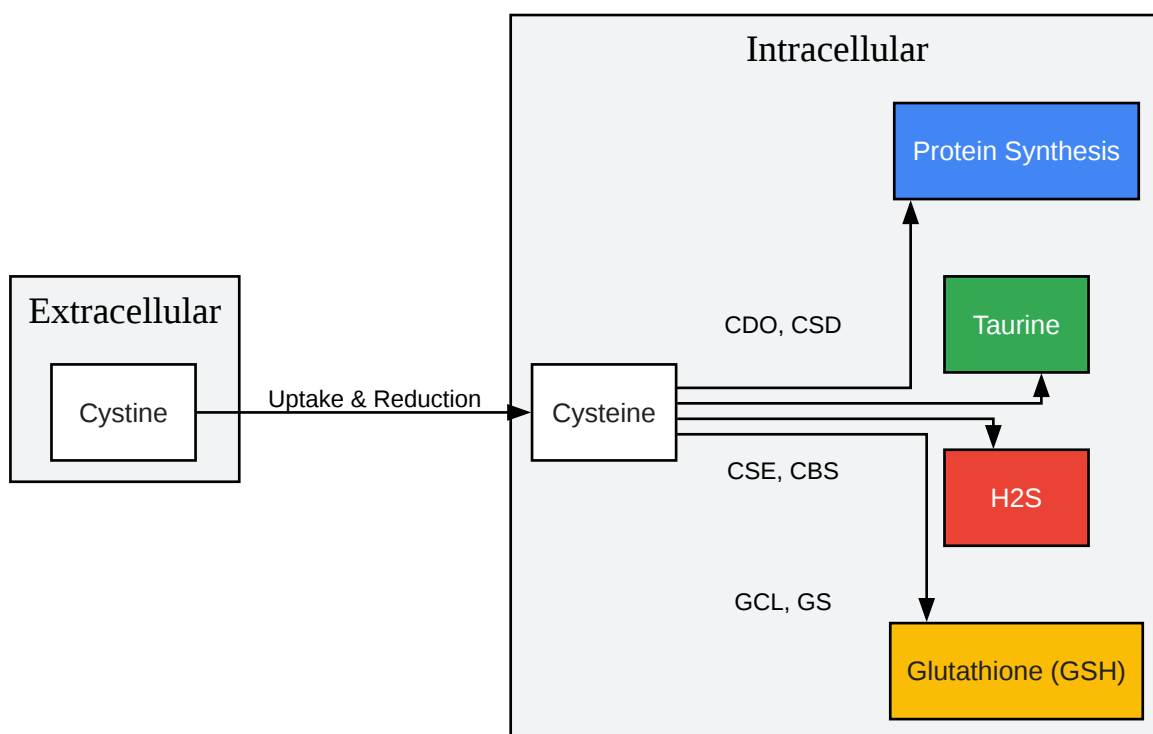 Intracellular
Protein Synthesis
Extracellular
CDO, CSD
Taurine
Uptake & Reduction
Cystine
Cysteine
CSE, CBS
H2S
GCL, GS
Glutathione (GSH)